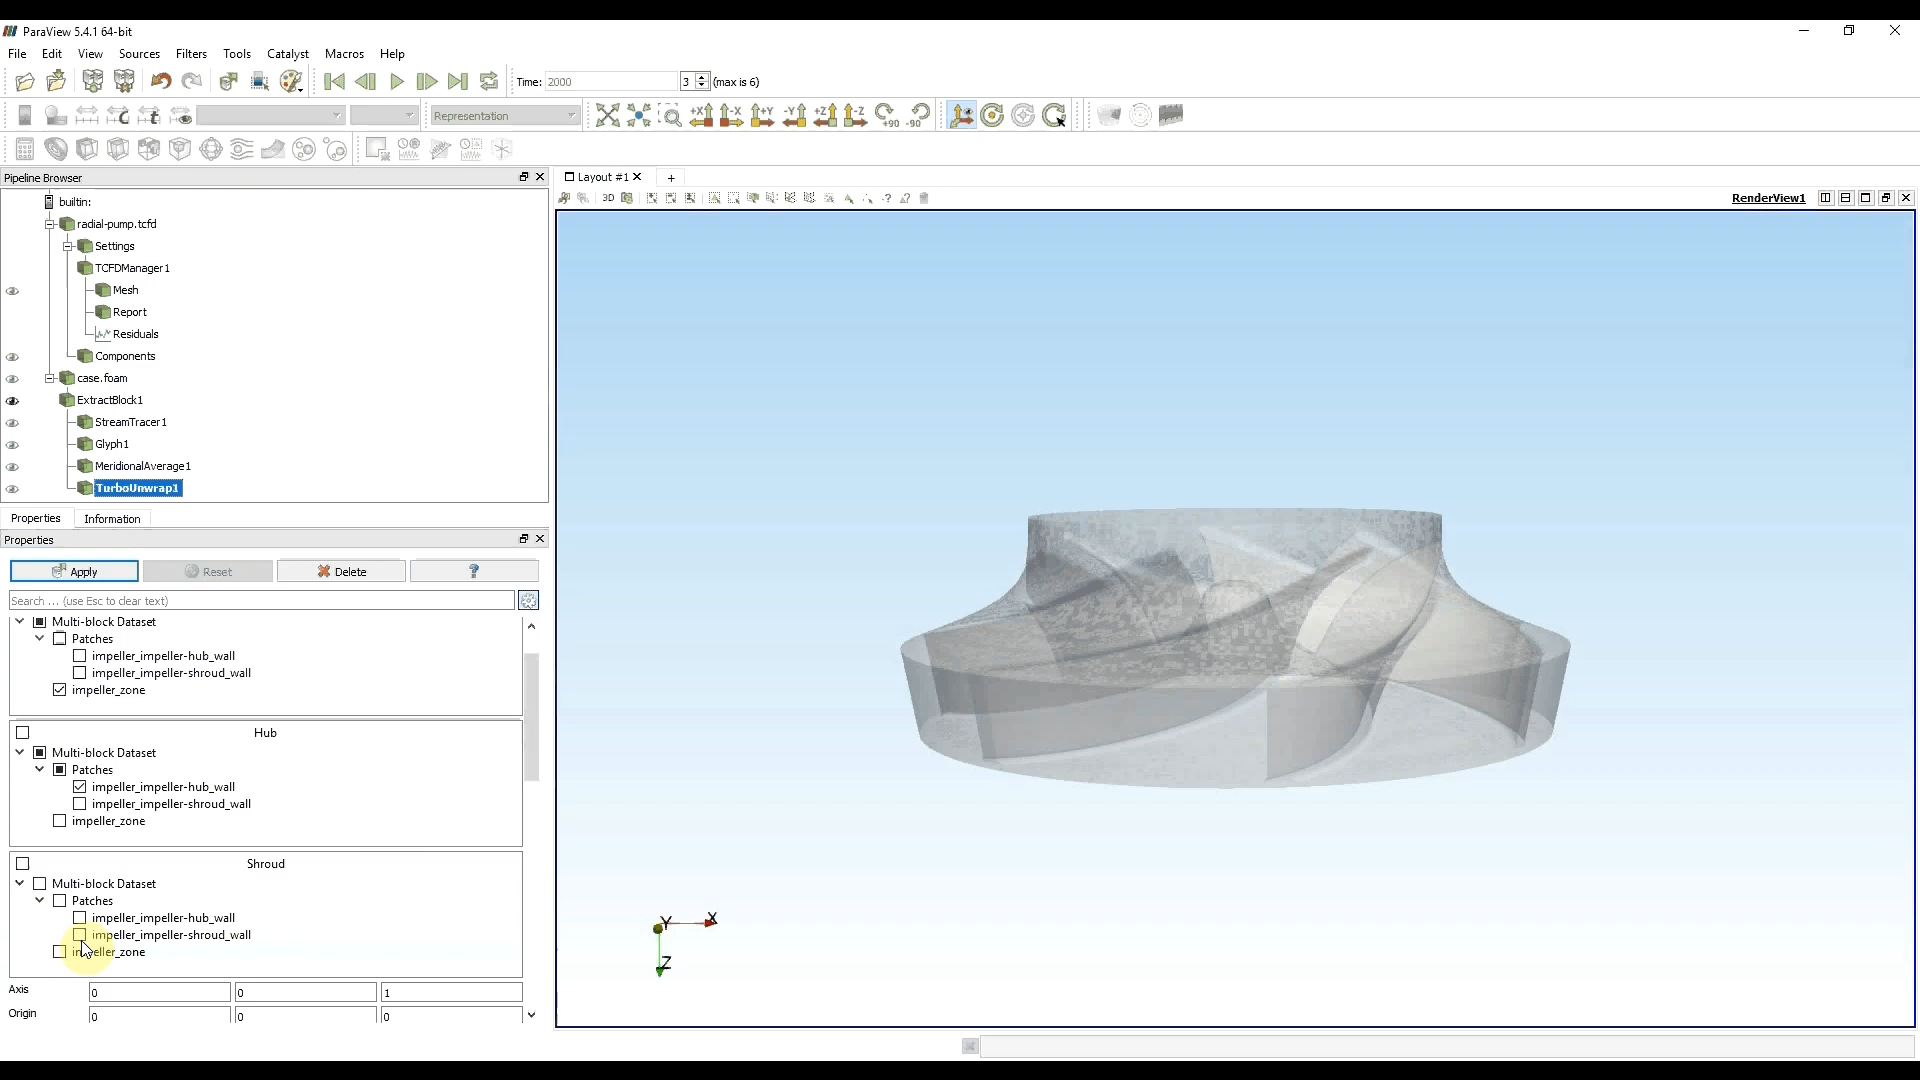 ParaView 5.4.1 64-bit
File Edit View Sources Filters Tools Catalyst Macros Help
Time: 2000 3 (max is 6)
Representation +X -X +Y -Y +Z -Z +90 -90
Pipeline Browser
Layout #1 +
3D
RenderView1
builtin:
radial-pump.tcfd
Settings
TCFDManager1
Mesh
Report
Residuals
Components
case.foam
ExtractBlock1
StreamTracer1
Glyph1
MeridionalAverage1
TurboUnwrap1
Properties Information
Properties
Apply Reset Delete ?
Search ... (use Esc to clear text)
Multi-block Dataset
Patches
impeller_impeller-hub_wall
impeller_impeller-shroud_wall
impeller_zone
Hub
Multi-block Dataset
Patches
impeller_impeller-hub_wall
impeller_impeller-shroud_wall
impeller_zone
Shroud
Multi-block Dataset
Patches
impeller_impeller-hub_wall
impeller_impeller-shroud_wall
impeller_zone
Axis 0 0 1
Origin 0 0 0
Y X
Z